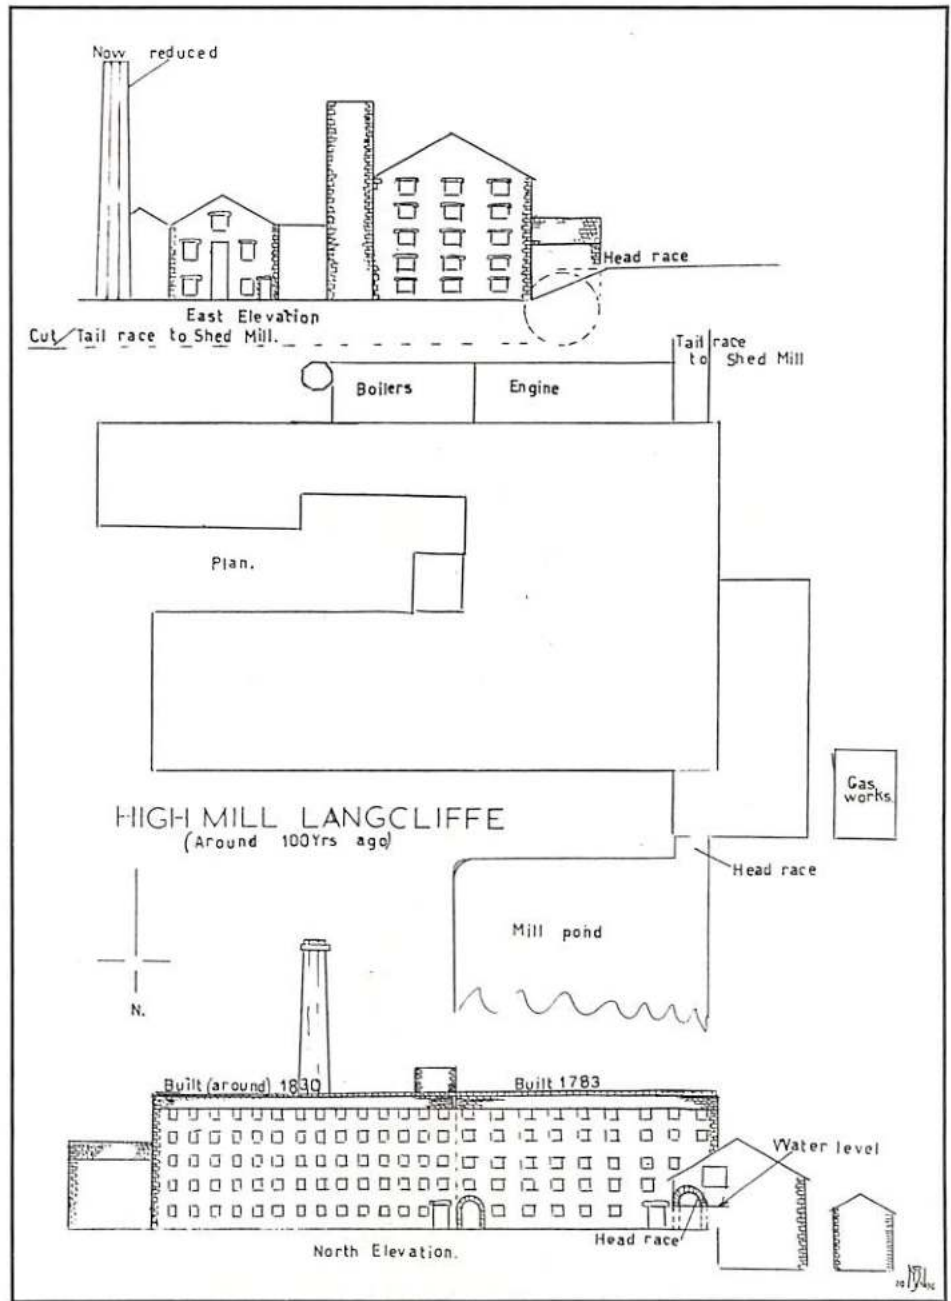 Now reduced
Head race
East Elevation
Cut/Tail race to Shed Mill.
Tail race
to Shed Mill
Boilers
Engine
Plan.
Gas
works.
HIGH MILL LANGCLIFFE
(Around 100Yrs ago)
Head race
Mill pond
N.
Built (around) 1830
Built 1783
Water level
Head race
North Elevation.